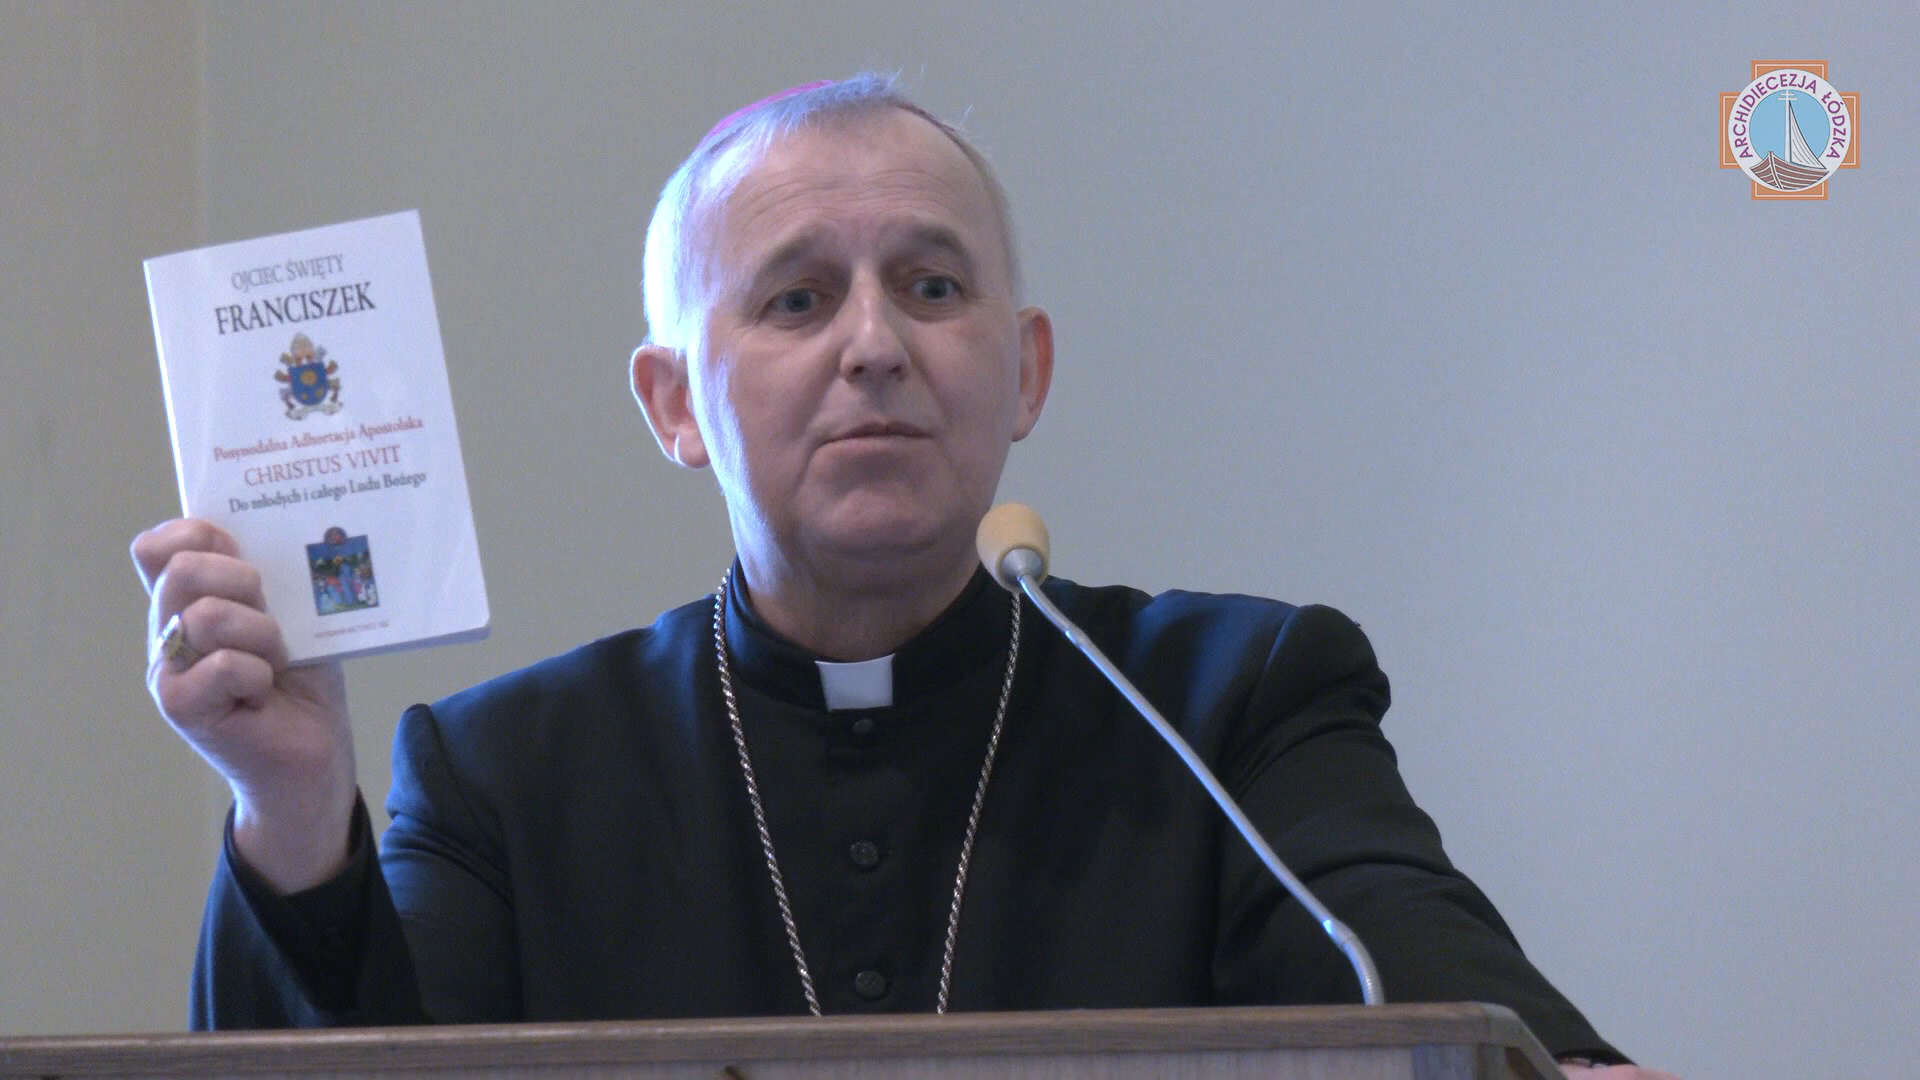 OJCIEC ŚWIĘTY
FRANCISZEK
Posynodalna Adhortacja Apostolska
CHRISTUS VIVIT
Do młodych i całego Ludu Bożego
ARCHIDIECEZJA ŁÓDZKA